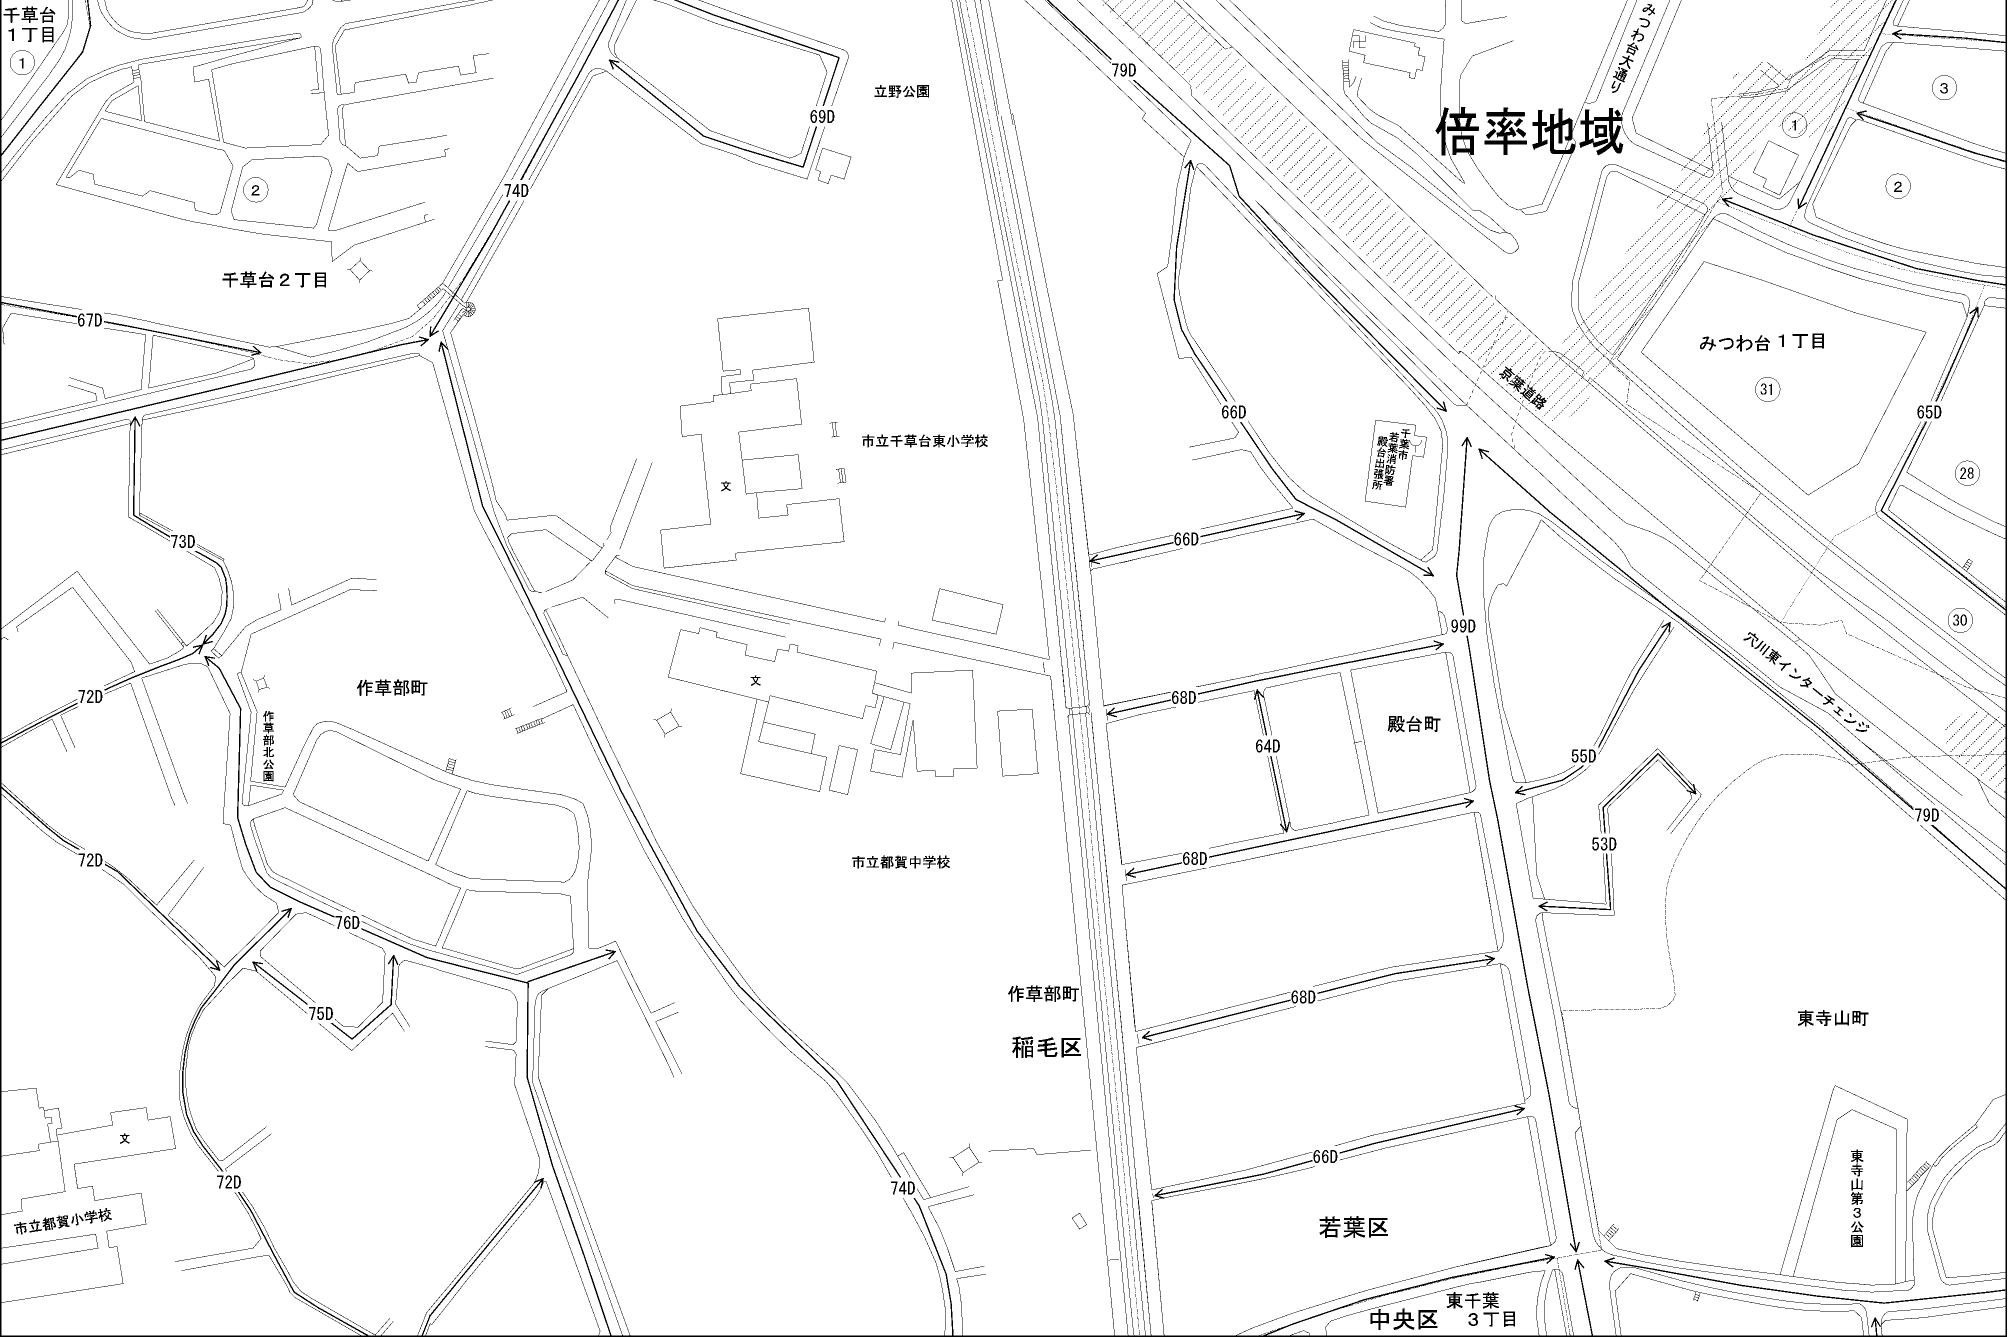 千草台
１丁目
1
立野公園
79D
みつわ台大通り
倍率地域
3
1
2
69D
74D
2
千草台２丁目
67D
みつわ台１丁目
31
京葉道路
66D
65D
千葉市
若葉消防署
殿台出張所
市立千草台東小学校
文
28
73D
66D
30
99D
穴川東インターチェンジ
72D
作草部町
文
68D
殿台町
作草部北公園
64D
55D
79D
53D
72D
市立都賀中学校
68D
76D
75D
作草部町
68D
稲毛区
東寺山町
文
66D
72D
74D
東寺山第３公園
市立都賀小学校
若葉区
中央区
東千葉
３丁目